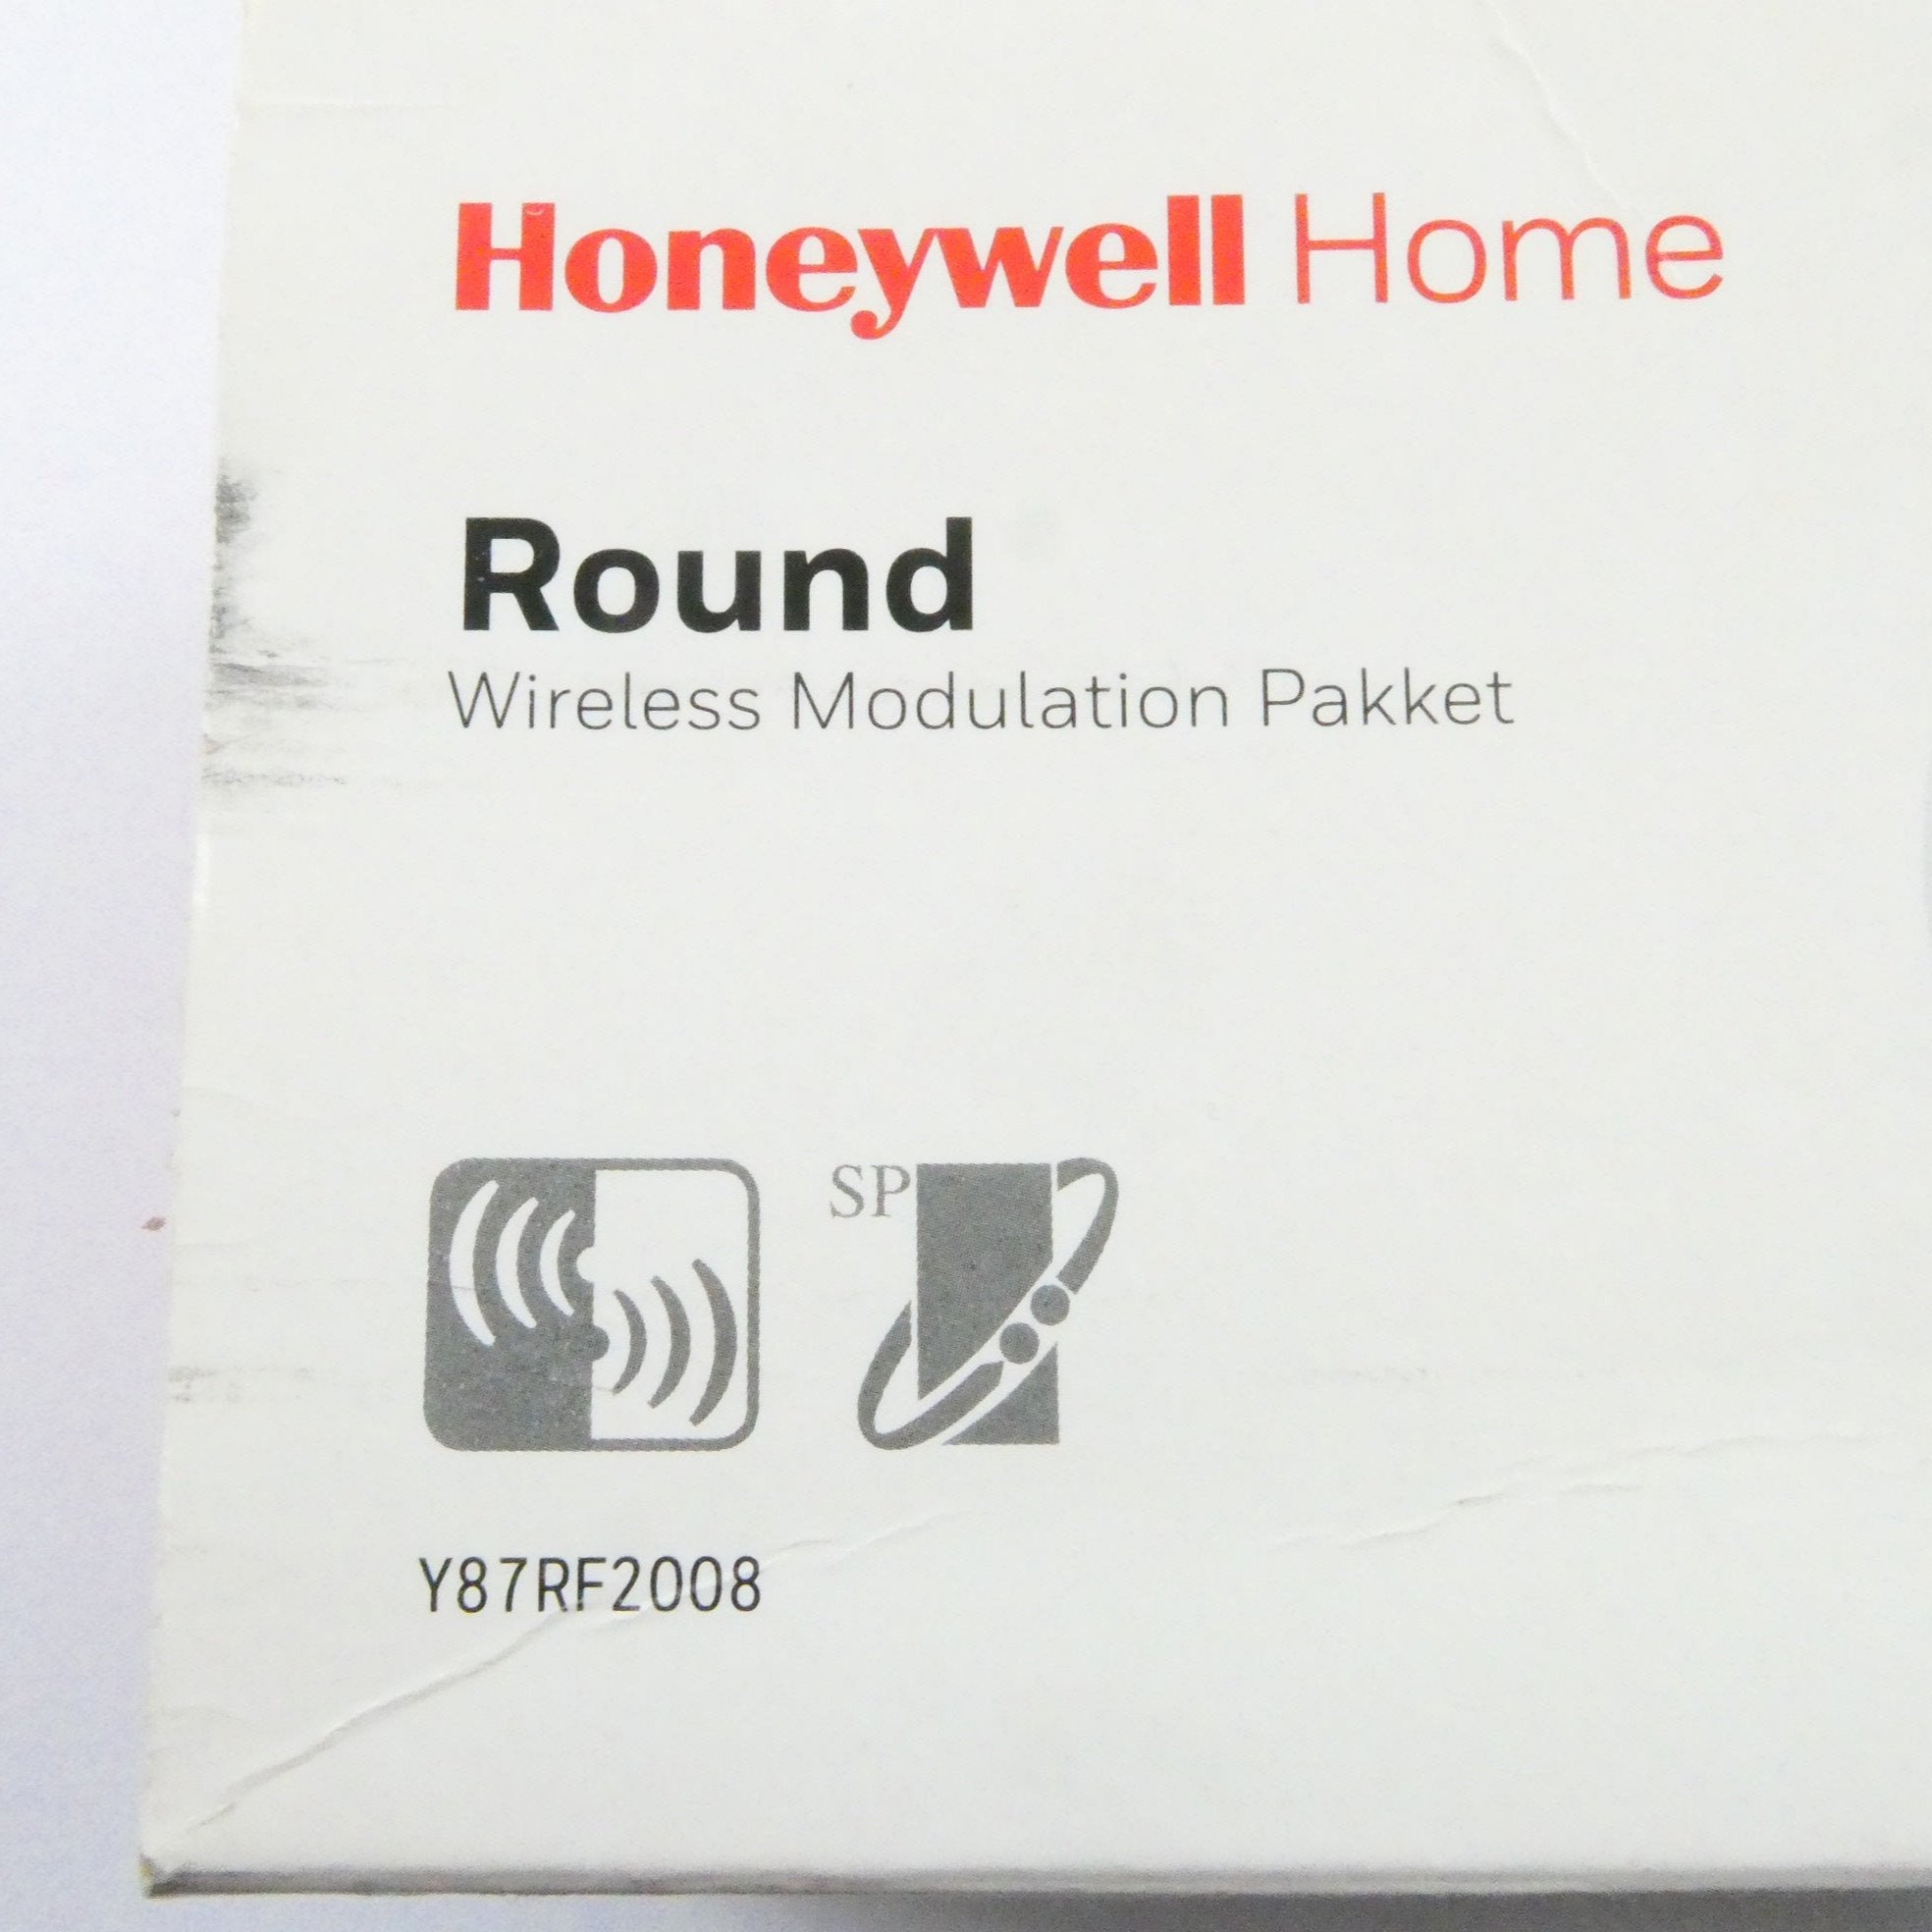 Honeywell Home
Round
Wireless Modulation Pakket
SP
Y87RF2008